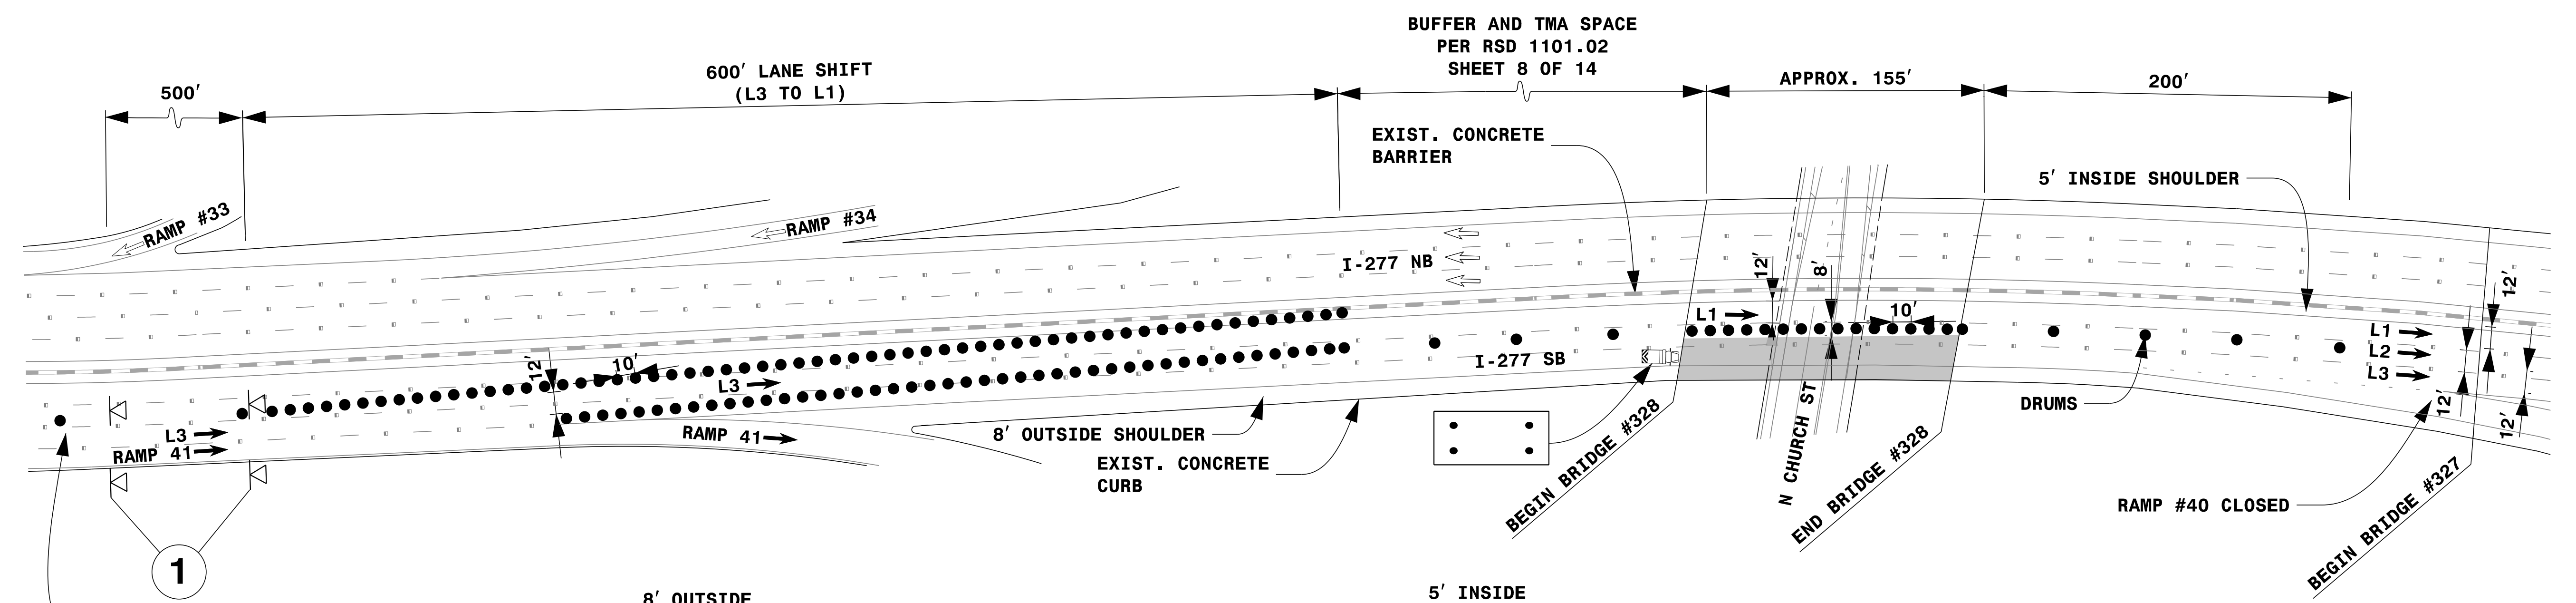 BUFFER AND TMA SPACE
PER RSD 1101.02
SHEET 8 OF 14
600' LANE SHIFT
(L3 TO L1)
500'
APPROX. 155'
200'
EXIST. CONCRETE
BARRIER
5' INSIDE SHOULDER
RAMP #33
RAMP #34
I-277 NB
12'
8'
10'
L1
12'
L1
L2
L3
12'
12'
I-277 SB
12'
10'
L3
L3
RAMP 41
RAMP 41
8' OUTSIDE SHOULDER
EXIST. CONCRETE
CURB
BEGIN BRIDGE #328
N CHURCH ST
END BRIDGE #328
DRUMS
RAMP #40 CLOSED
BEGIN BRIDGE #327
1
8' OUTSIDE
5' INSIDE